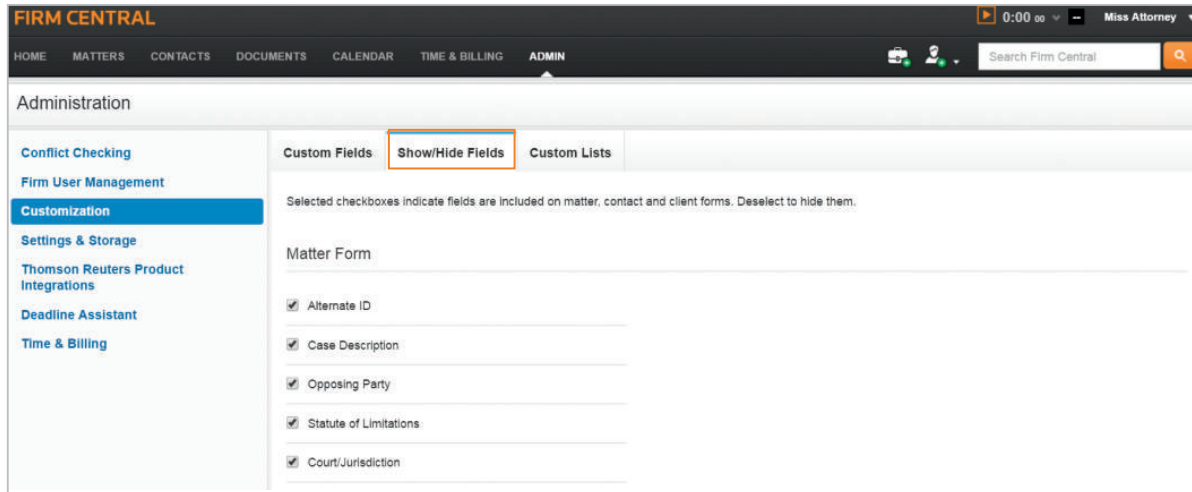 FIRM CENTRAL
0:00 00
Miss Attorney
HOME MATTERS CONTACTS DOCUMENTS CALENDAR TIME & BILLING ADMIN
Search Firm Central
Administration
Conflict Checking
Firm User Management
Customization
Settings & Storage
Thomson Reuters Product
Integrations
Deadline Assistant
Time & Billing
Custom Fields Show/Hide Fields Custom Lists
Selected checkboxes indicate fields are included on matter, contact and client forms. Deselect to hide them.
Matter Form
Alternate ID
Case Description
Opposing Party
Statute of Limitations
Court/Jurisdiction